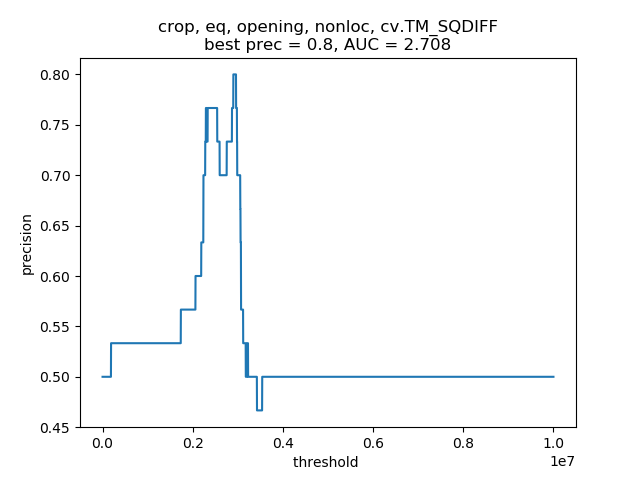 crop, eq, opening, nonloc, cv.TM_SQDIFF
best prec = 0.8, AUC = 2.708
0.80
0.75
0.70
0.65
0.60
0.55
0.50
0.45
precision
0.0 0.2 0.4 0.6 0.8 1.0
1e7
threshold